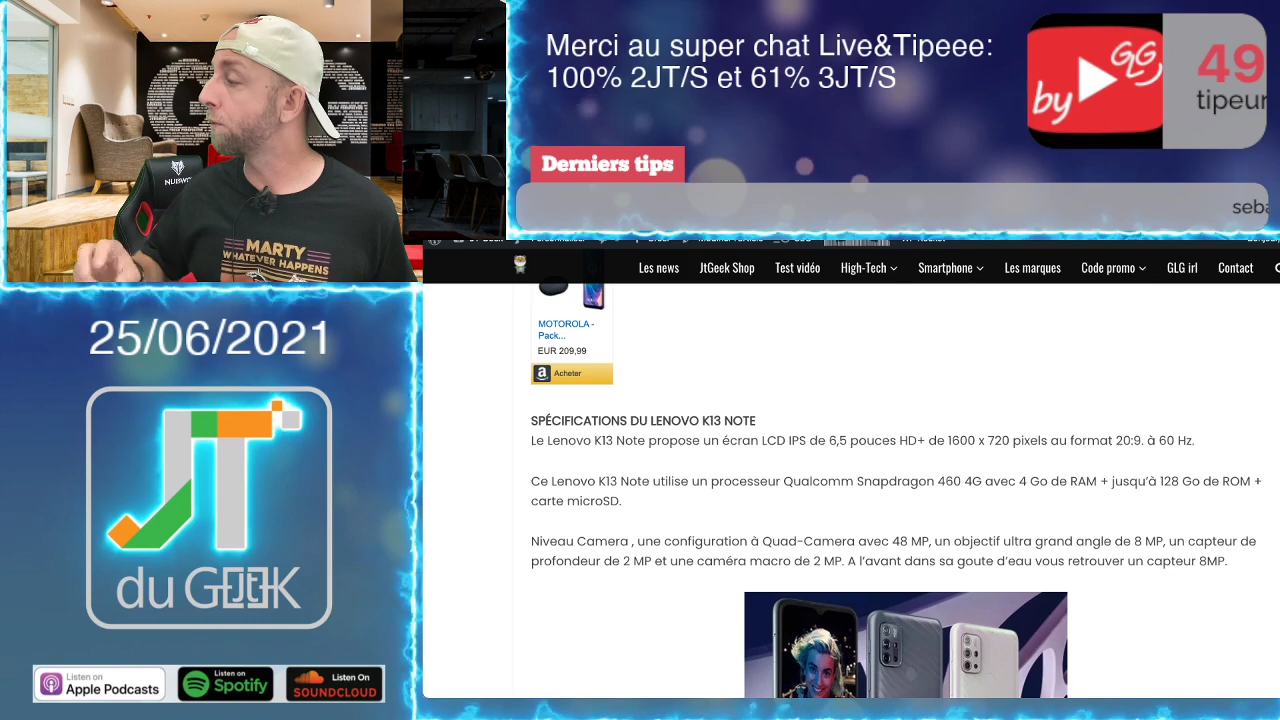 NUBWO
MARTY
WHATEVER HAPPENS
Merci au super chat Live&Tipeee:
100% 2JT/S et 61% 3JT/S
by GLG
49
tipeur
Derniers tips
seba
25/06/2021
JT
du GEEK
Jt
Listen on
Apple Podcasts
Listen on
Spotify
Listen On
SOUNDCLOUD
Les news JtGeek Shop Test vidéo High-Tech Smartphone Les marques Code promo GLG irl Contact
MOTOROLA -
Pack...
EUR 209,99
a Acheter
SPÉCIFICATIONS DU LENOVO K13 NOTE
Le Lenovo K13 Note propose un écran LCD IPS de 6,5 pouces HD+ de 1600 x 720 pixels au format 20:9. à 60 Hz.
Ce Lenovo K13 Note utilise un processeur Qualcomm Snapdragon 460 4G avec 4 Go de RAM + jusqu'à 128 Go de ROM +
carte microSD.
Niveau Camera , une configuration à Quad-Camera avec 48 MP, un objectif ultra grand angle de 8 MP, un capteur de
profondeur de 2 MP et une caméra macro de 2 MP. A l'avant dans sa goute d'eau vous retrouver un capteur 8MP.